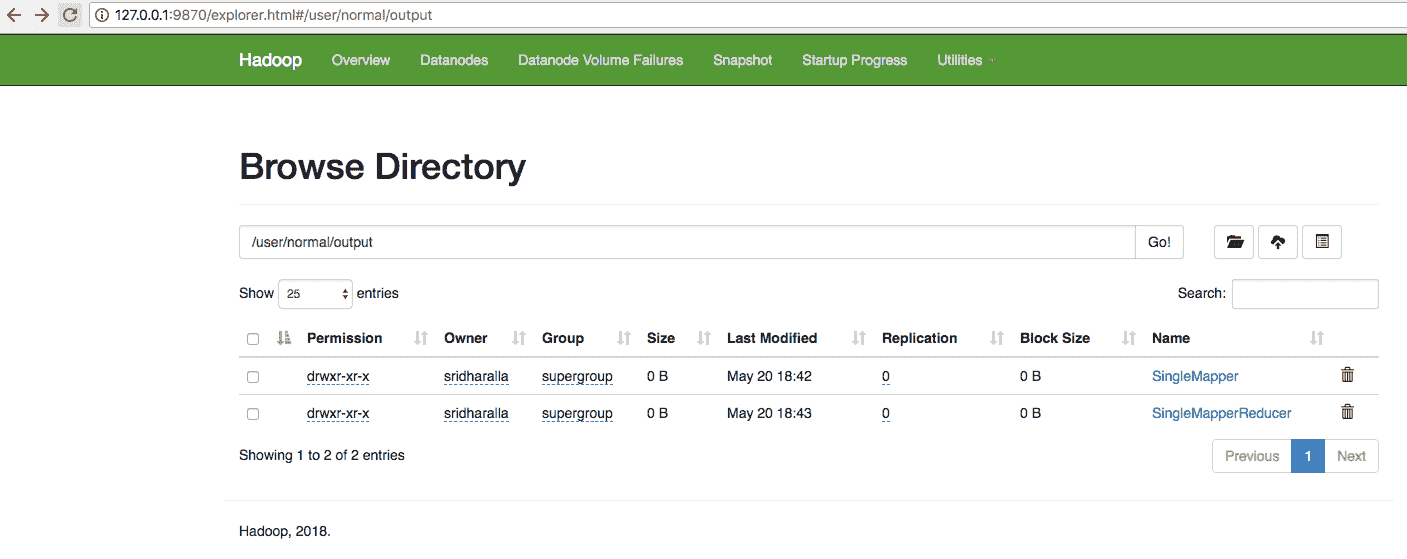 127.0.0.1:9870/explorer.html#/user/normal/output
Hadoop Overview Datanodes Datanode Volume Failures Snapshot Startup Progress Utilities
Browse Directory
/user/normal/output Go!
Show 25 entries Search:
Permission Owner Group Size Last Modified Replication Block Size Name
drwxr-xr-x sridharalla supergroup 0 B May 20 18:42 0 0 B SingleMapper
drwxr-xr-x sridharalla supergroup 0 B May 20 18:43 0 0 B SingleMapperReducer
Showing 1 to 2 of 2 entries Previous 1 Next
Hadoop, 2018.